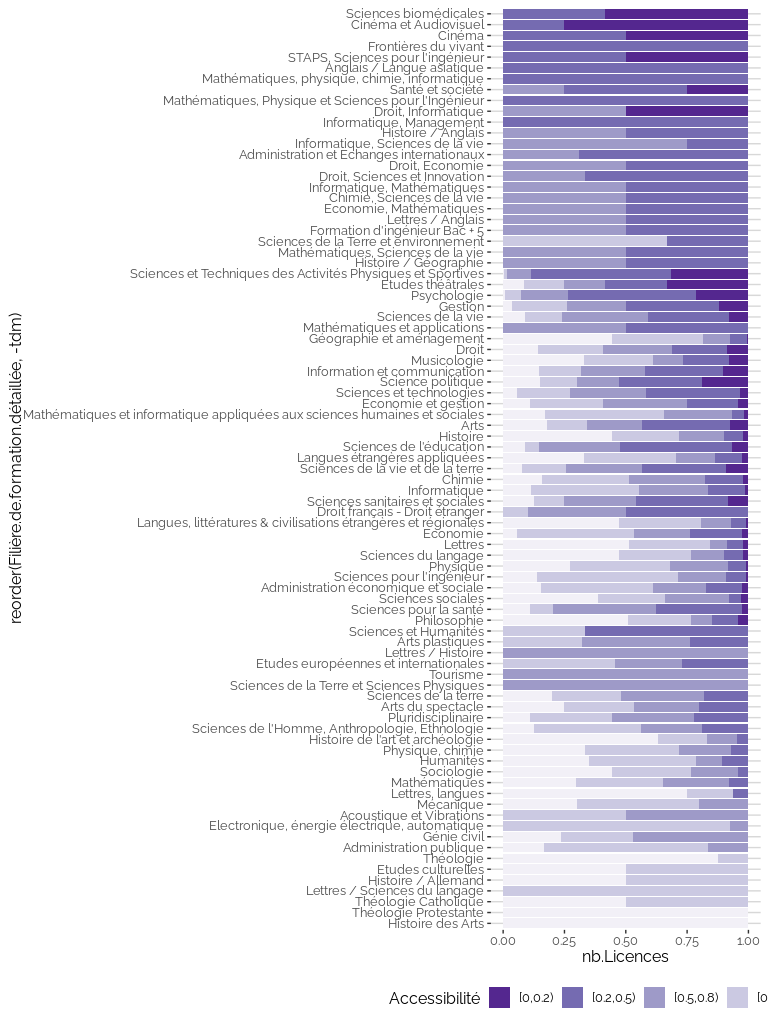 Sciences biomédicales
Cinéma et Audiovisuel
Cinéma
Frontières du vivant
STAPS, Sciences pour l'ingénieur
Anglais / Langue asiatique
Mathématiques, physique, chimie, informatique
Santé et société
Mathématiques, Physique et Sciences pour l'Ingénieur
Droit, Informatique
Informatique, Management
Histoire / Anglais
Informatique, Sciences de la vie
Administration et Echanges internationaux
Droit, Economie
Droit, Sciences et Innovation
Informatique, Mathématiques
Chimie, Sciences de la vie
Economie, Mathématiques
Lettres / Anglais
Formation d'ingénieur Bac + 5
Sciences de la Terre et environnement
Mathématiques, Sciences de la vie
Histoire / Géographie
Sciences et Techniques des Activités Physiques et Sportives
Etudes théâtrales
Psychologie
Gestion
Sciences de la vie
Mathématiques et applications
Géographie et aménagement
Droit
Musicologie
Information et communication
Science politique
Sciences et technologies
Economie et gestion
Mathématiques et informatique appliquées aux sciences humaines et sociales
Arts
Histoire
Sciences de l'éducation
Langues étrangères appliquées
Sciences de la vie et de la terre
Chimie
Informatique
Sciences sanitaires et sociales
Droit français - Droit étranger
Langues, littératures & civilisations étrangères et régionales
Economie
Lettres
Sciences du langage
Physique
Sciences pour l'ingénieur
Administration économique et sociale
Sciences sociales
Sciences pour la santé
Philosophie
Sciences et Humanités
Arts plastiques
Lettres / Histoire
Etudes européennes et internationales
Tourisme
Sciences de la Terre et Sciences Physiques
Sciences de la terre
Arts du spectacle
Pluridisciplinaire
Sciences de l'Homme, Anthropologie, Ethnologie
Histoire de l'art et archéologie
Physique, chimie
Humanités
Sociologie
Mathématiques
Lettres, langues
Mécanique
Acoustique et Vibrations
Electronique, énergie électrique, automatique
Génie civil
Administration publique
Théologie
Etudes culturelles
Histoire / Allemand
Lettres / Sciences du langage
Théologie Catholique
Théologie Protestante
Histoire des Arts
reorder(Filière.de.formation.détaillée, -tdm)
0.00 0.25 0.50 0.75 1.00
nb.Licences
Accessibilité [0,0.2) [0.2,0.5) [0.5,0.8) [0